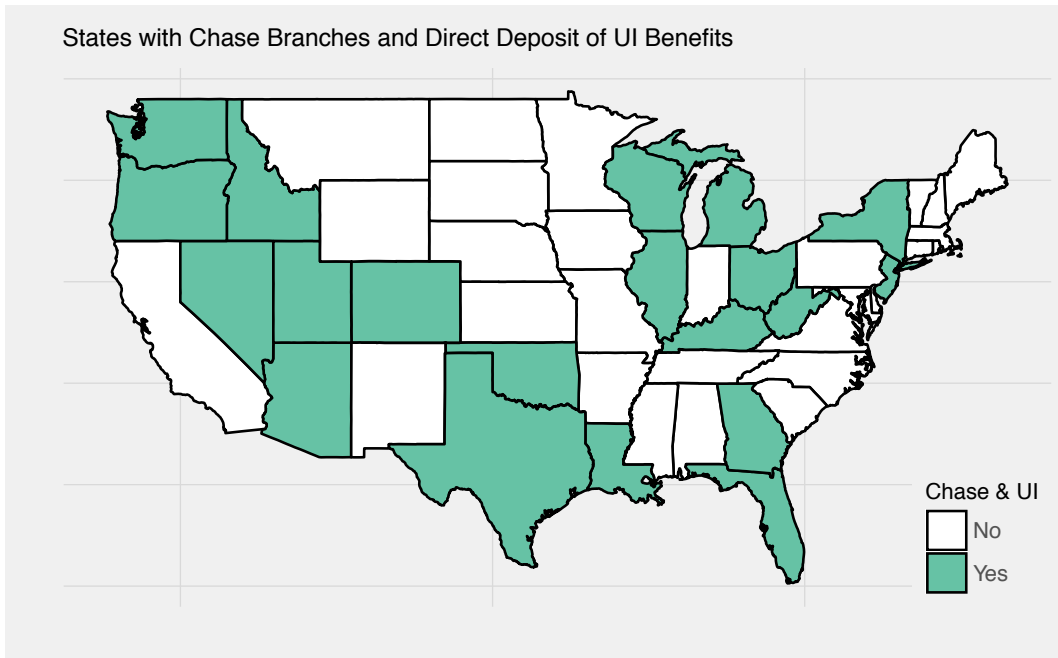 States with Chase Branches and Direct Deposit of UI Benefits
Chase & UI
No
Yes